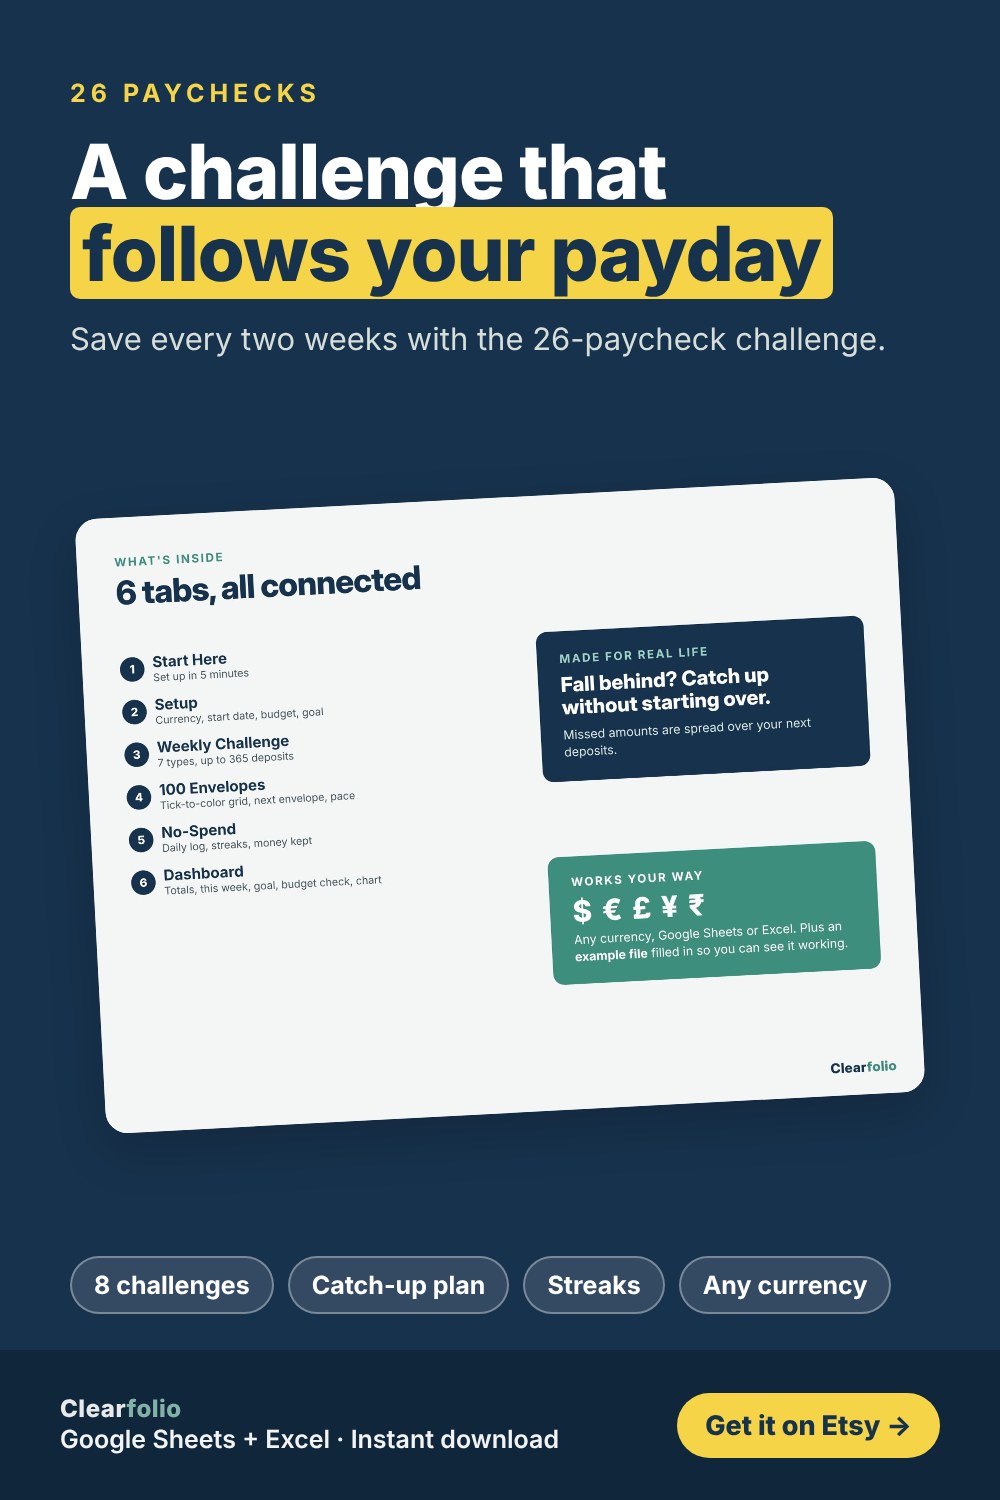 26 PAYCHECKS
A challenge that
follows your payday
Save every two weeks with the 26-paycheck challenge.
WHAT'S INSIDE
6 tabs, all connected
1 Start Here
Set up in 5 minutes
2 Setup
Currency, start date, budget, goal
3 Weekly Challenge
7 types, up to 365 deposits
4 100 Envelopes
Tick-to-color grid, next envelope, pace
5 No-Spend
Daily log, streaks, money kept
6 Dashboard
Totals, this week, goal, budget check, chart
MADE FOR REAL LIFE
Fall behind? Catch up
without starting over.
Missed amounts are spread over your next
deposits.
WORKS YOUR WAY
$ € £ ¥ ₹
Any currency, Google Sheets or Excel. Plus an
example file filled in so you can see it working.
Clearfolio
8 challenges
Catch-up plan
Streaks
Any currency
Clearfolio
Google Sheets + Excel · Instant download
Get it on Etsy →